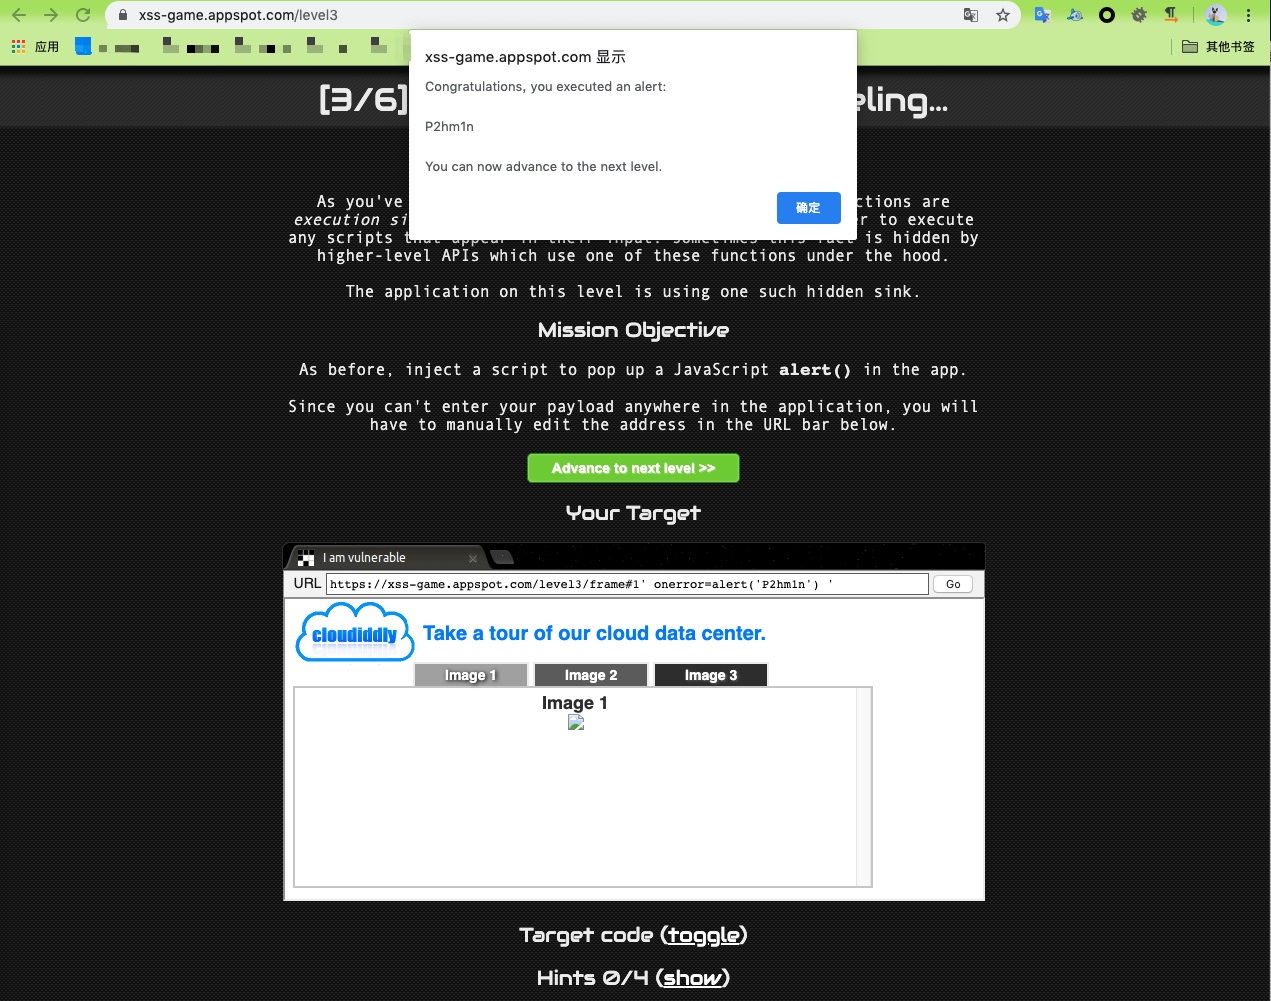 xss-game.appspot.com/level3
应用
其他书签
xss-game.appspot.com 显示
Congratulations, you executed an alert:
P2hm1n
You can now advance to the next level.
确定
[3/6] eling...
As you've ctions are
execution si er to execute
any scripts is hidden by
higher-level APIs which use one of these functions under the hood.
The application on this level is using one such hidden sink.
Mission Objective
As before, inject a script to pop up a JavaScript alert() in the app.
Since you can't enter your payload anywhere in the application, you will
have to manually edit the address in the URL bar below.
Advance to next level >>
Your Target
I am vulnerable
URL https://xss-game.appspot.com/level3/frame#1' onerror=alert('P2hm1n') ' Go
cloudiddly Take a tour of our cloud data center.
Image 1 Image 2 Image 3
Image 1
Target code (toggle)
Hints 0/4 (show)